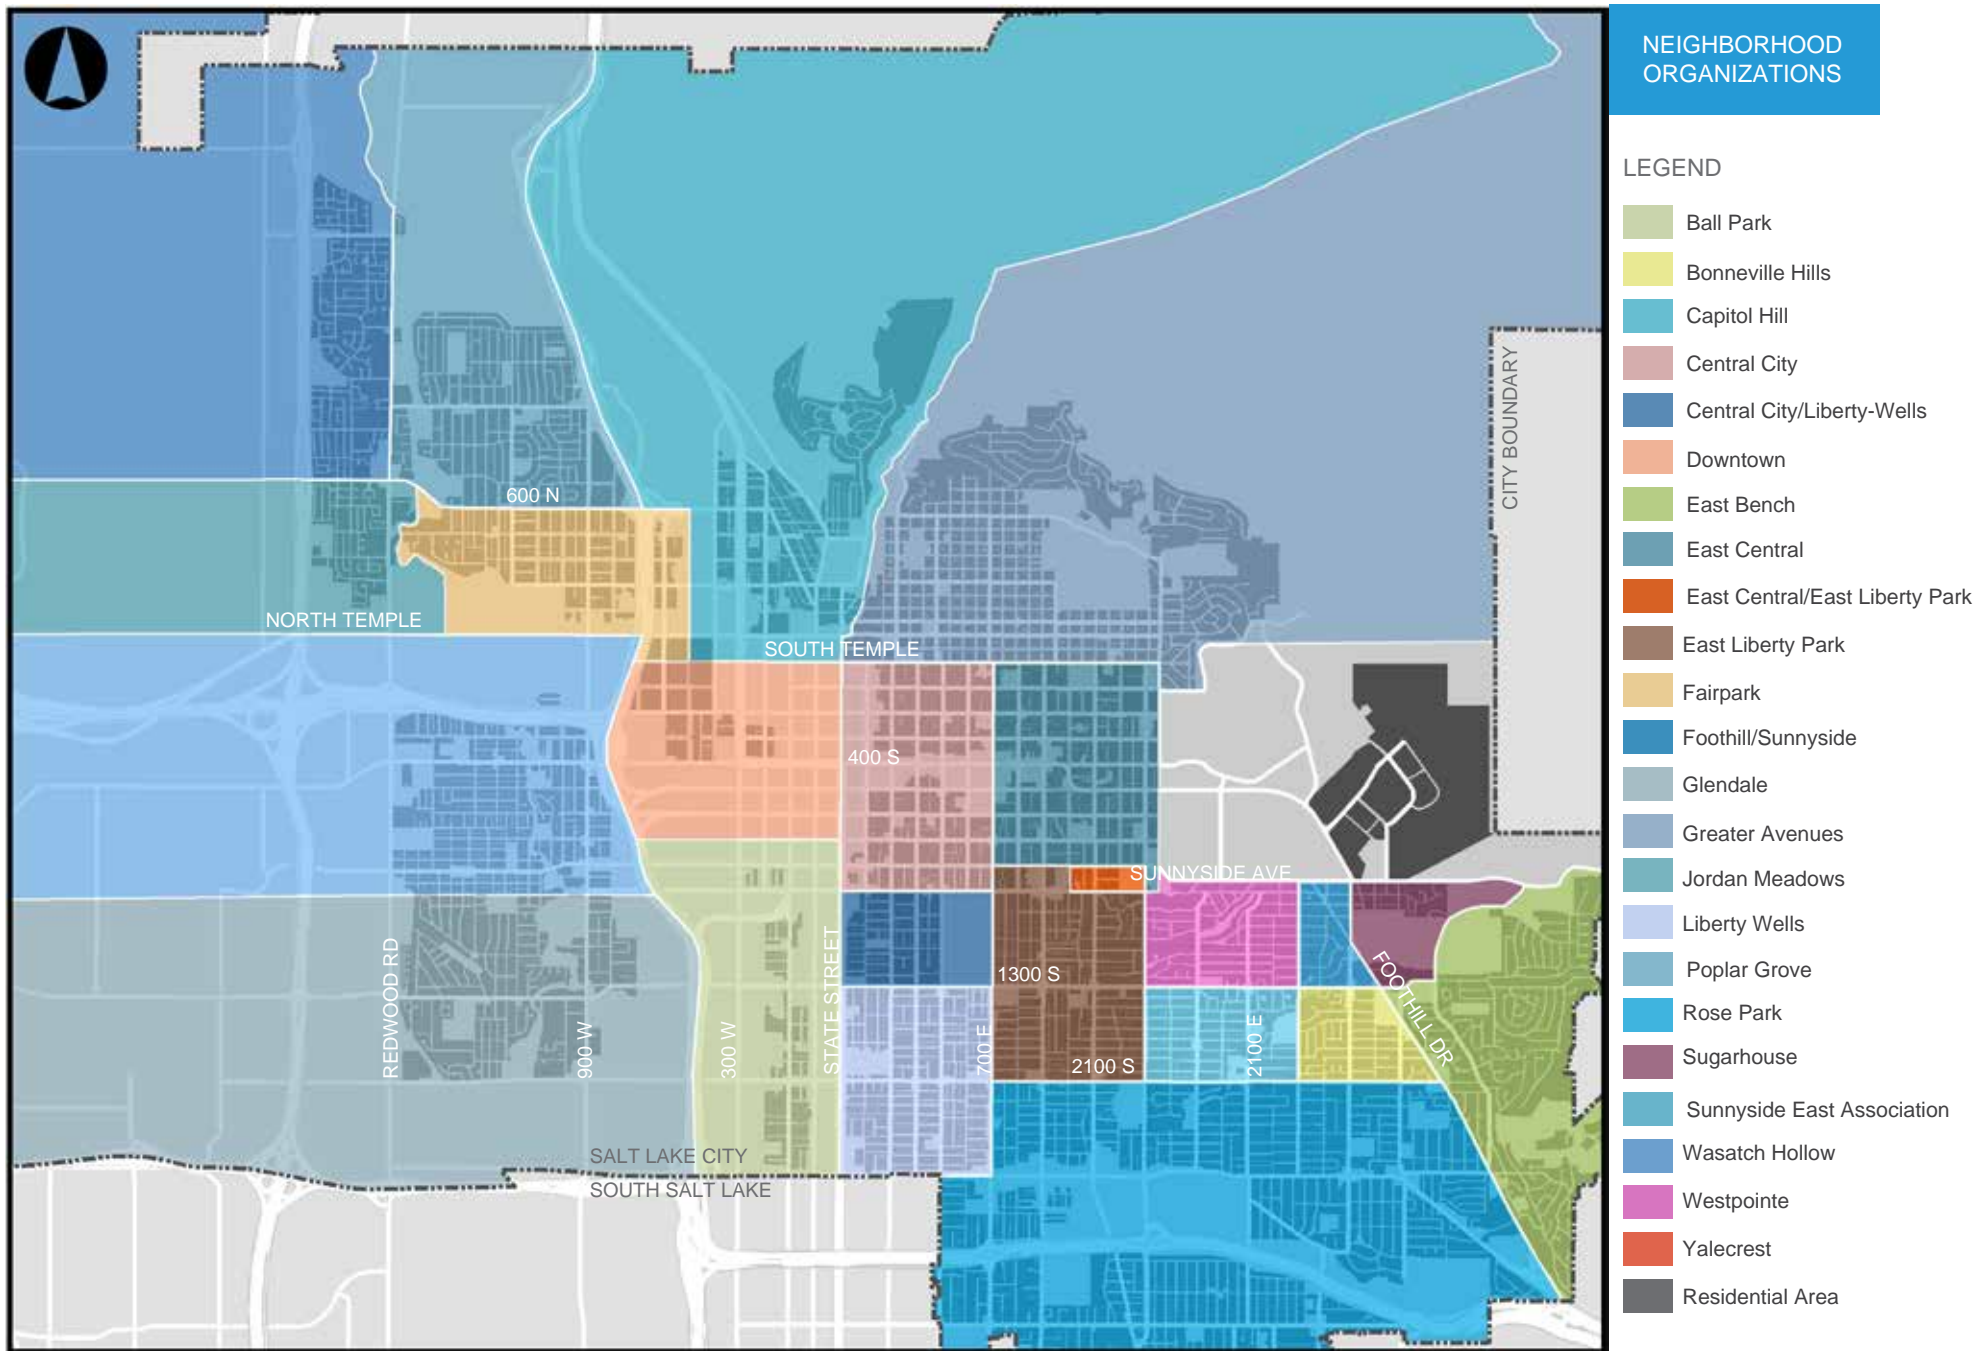 NEIGHBORHOOD
ORGANIZATIONS
LEGEND
Ball Park
Bonneville Hills
Capitol Hill
Central City
Central City/Liberty-Wells
Downtown
East Bench
East Central
East Central/East Liberty Park
East Liberty Park
Fairpark
Foothill/Sunnyside
Glendale
Greater Avenues
Jordan Meadows
Liberty Wells
Poplar Grove
Rose Park
Sugarhouse
Sunnyside East Association
Wasatch Hollow
Westpointe
Yalecrest
Residential Area
CITY BOUNDARY
600 N
NORTH TEMPLE
SOUTH TEMPLE
400 S
SUNNYSIDE AVE
REDWOOD RD
900 W
300 W
STATE STREET
700 E
1300 S
2100 S
2100 E
FOOTHILL DR
SALT LAKE CITY
SOUTH SALT LAKE